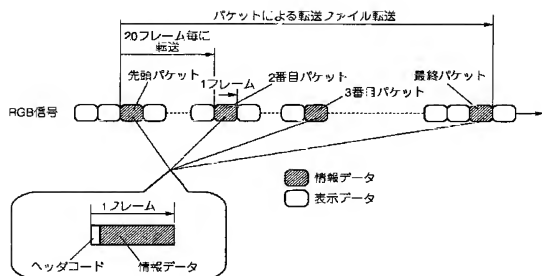 パケットによる転送ファイル転送
20フレーム毎に
転送
先頭パケット
1フレーム
2番目パケット
3番目パケット
最終パケット
RGB信号
情報データ
表示データ
1フレーム
ヘッダコード
情報データ